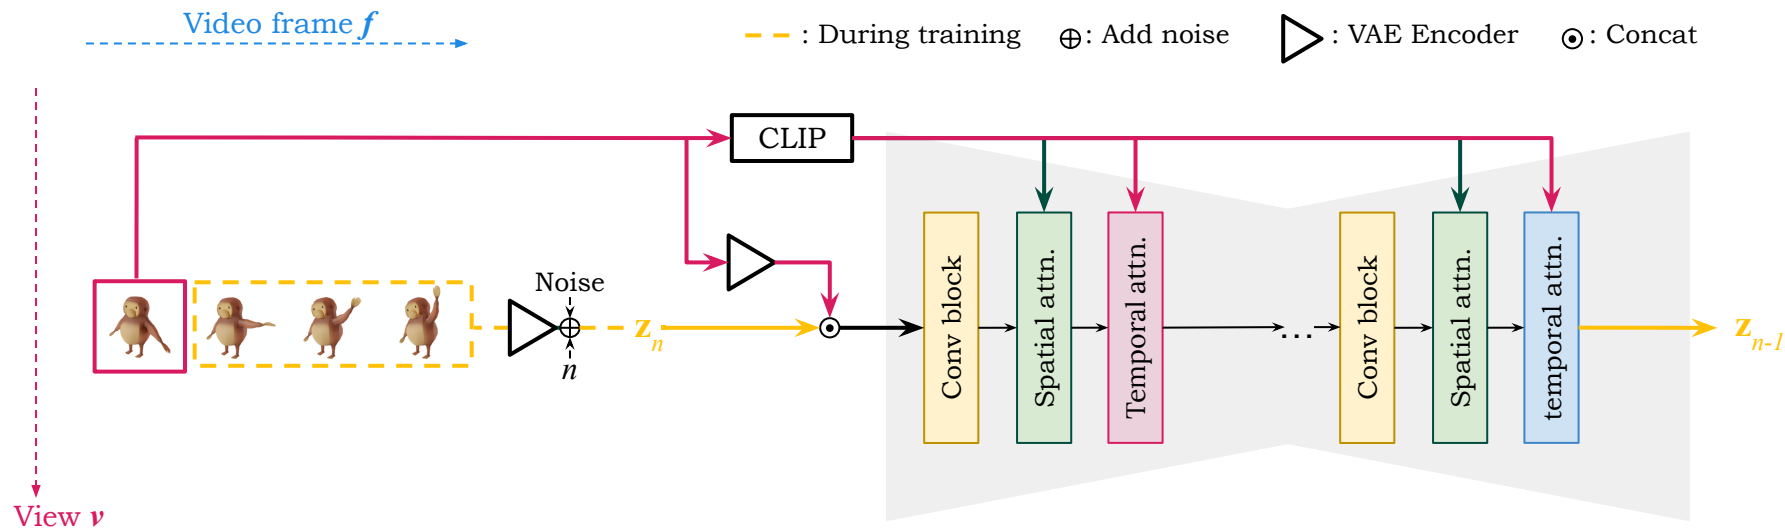 Video frame f
: During training
: Add noise
: VAE Encoder
: Concat
CLIP
Noise
z_n
n
Conv block
Spatial attn.
Temporal attn.
...
Conv block
Spatial attn.
temporal attn.
z_{n-1}
View v